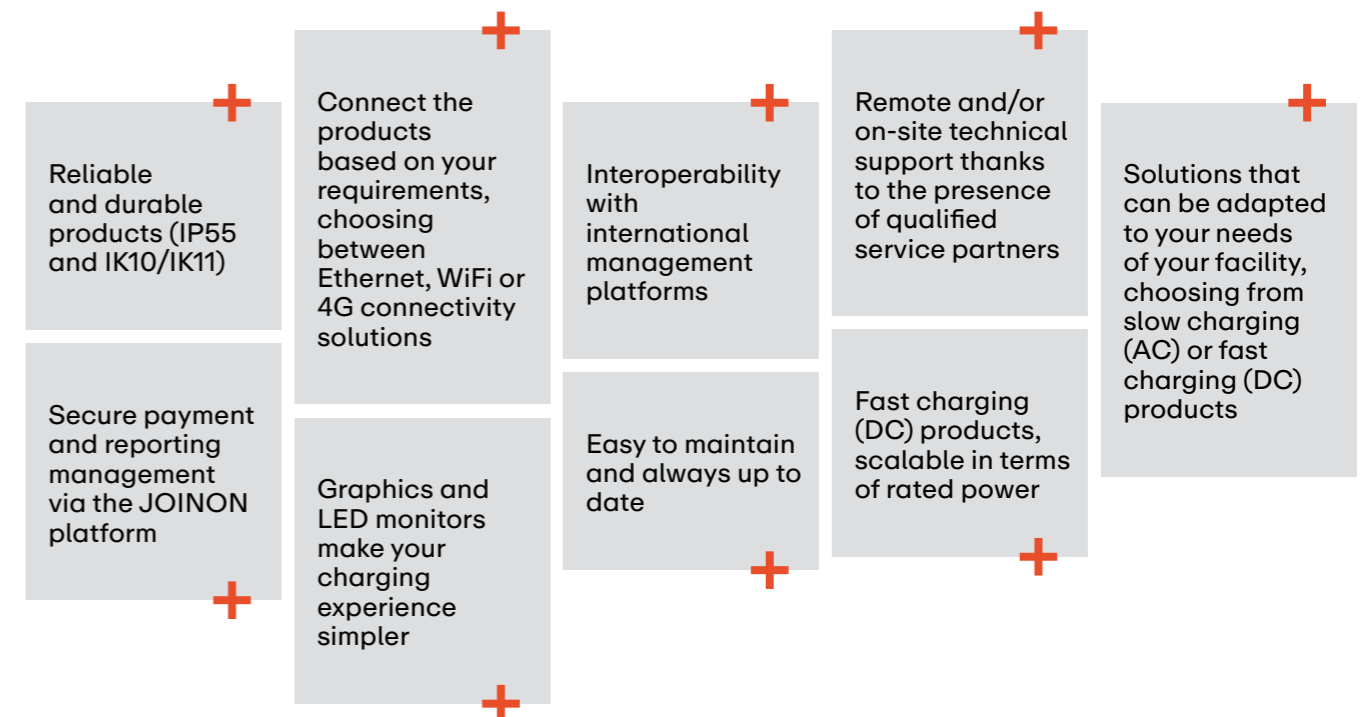 Reliable
and durable
products (IP55
and IK10/IK11)
Secure payment
and reporting
management
via the JOINON
platform
Connect the
products
based on your
requirements,
choosing
between
Ethernet, WiFi or
4G connectivity
solutions
Graphics and
LED monitors
make your
charging
experience
simpler
Interoperability
with
international
management
platforms
Easy to maintain
and always up to
date
Remote and/or
on-site technical
support thanks
to the presence
of qualified
service partners
Fast charging
(DC) products,
scalable in terms
of rated power
Solutions that
can be adapted
to your needs
of your facility,
choosing from
slow charging
(AC) or fast
charging (DC)
products